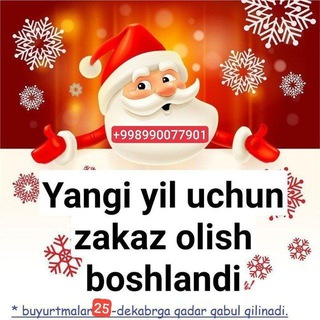 +998990077901
Yangi yil uchun
zakaz olish
boshlandi
* buyurtmalar 25-dekabrga qadar qabul qilinadi.